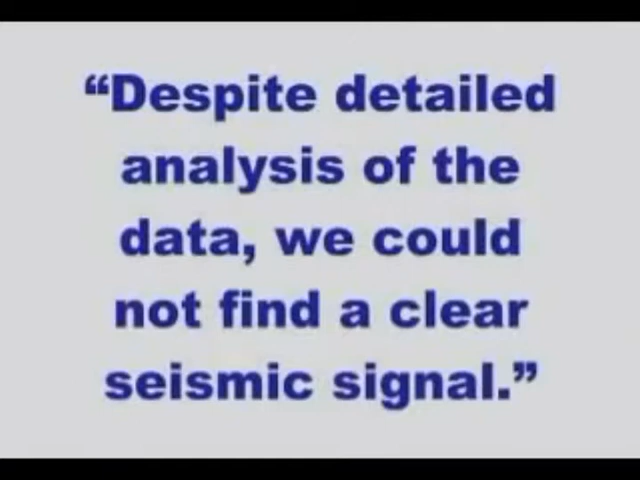 “Despite detailed
analysis of the
data, we could
not find a clear
seismic signal.”